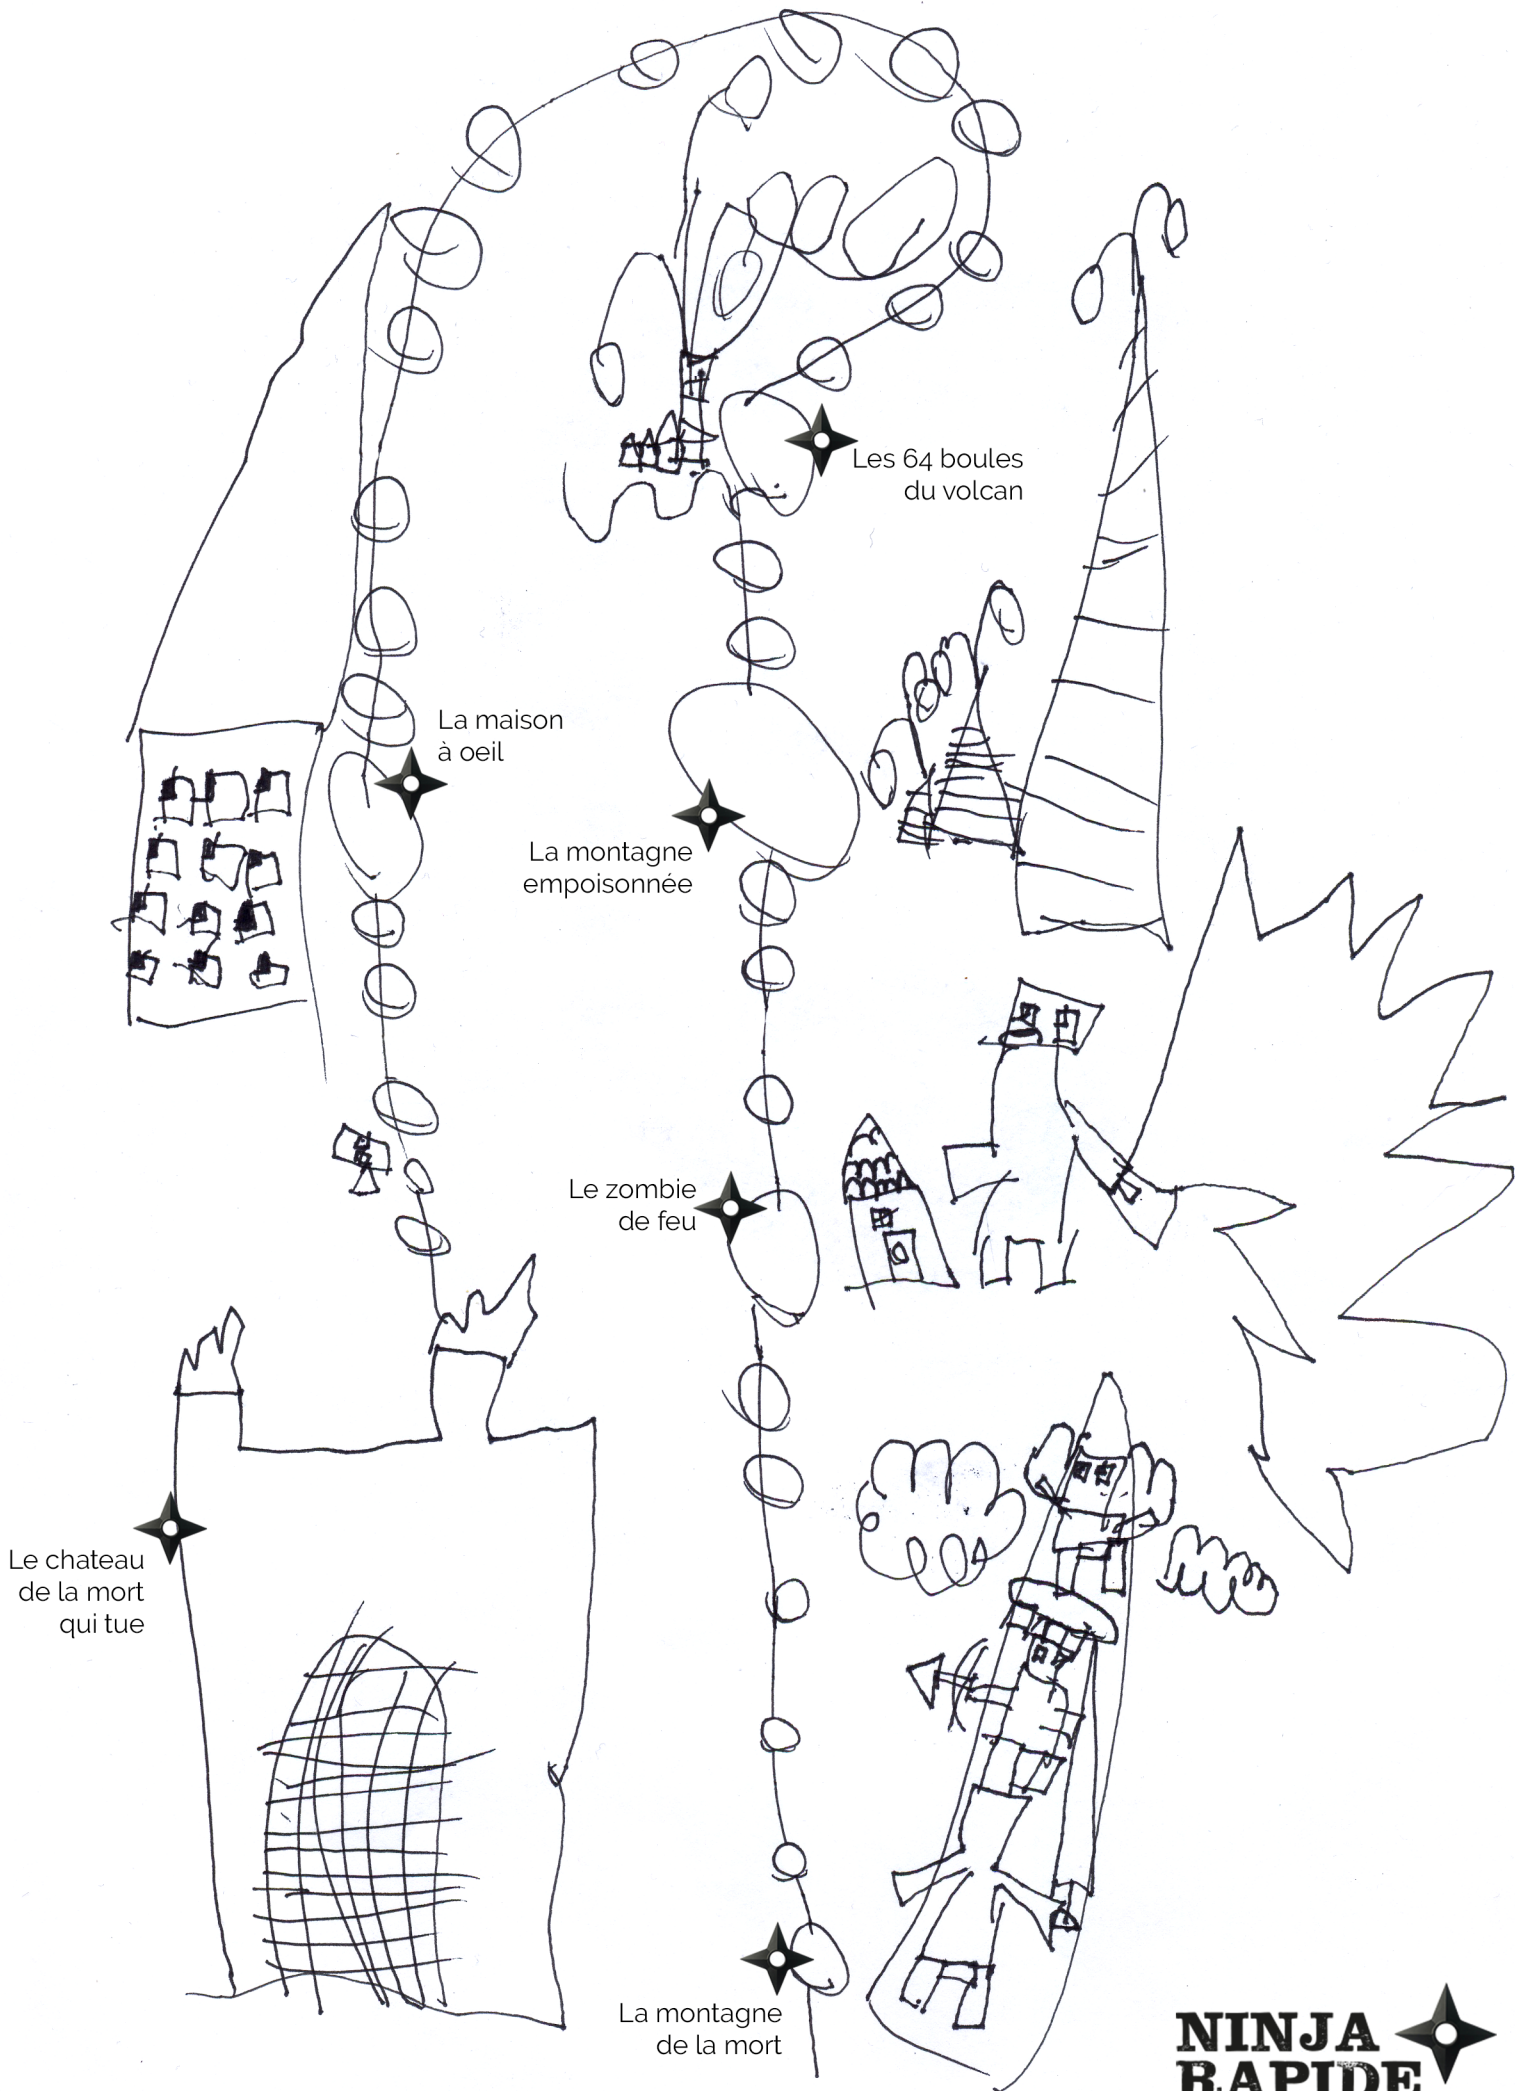 Les 64 boules
du volcan
La maison
à oeil
La montagne
empoisonnée
Le zombie
de feu
Le chateau
de la mort
qui tue
La montagne
de la mort
NINJA
RAPIDE